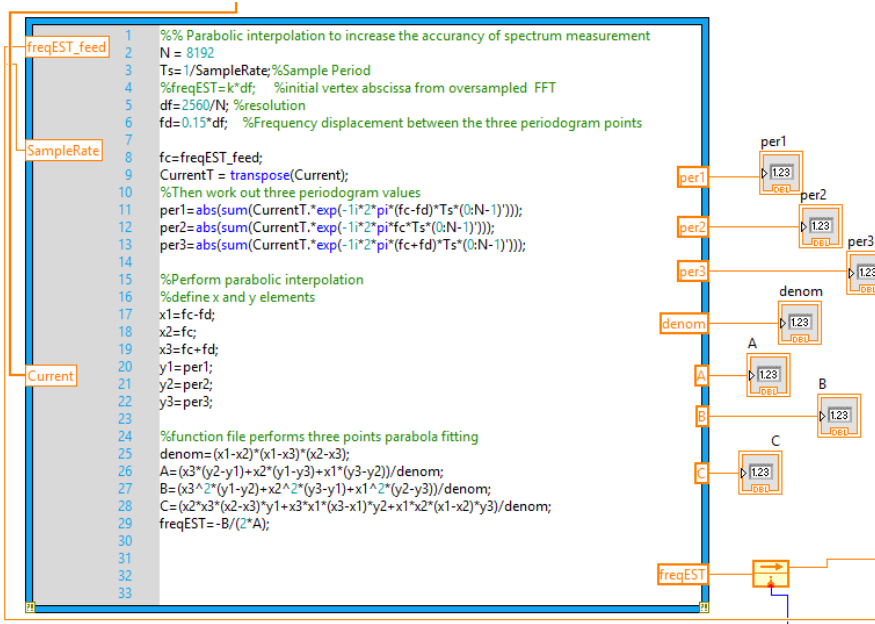 freqEST_feed
SampleRate
Current
1 %% Parabolic interpolation to increase the accurancy of spectrum measurement
2 N = 8192
3 Ts=1/SampleRate;%Sample Period
4 %freqEST=k*df; %initial vertex abscissa from oversampled FFT
5 df=2560/N; %resolution
6 fd=0.15*df; %Frequency displacement between the three periodogram points
7
8 fc=freqEST_feed;
9 CurrentT = transpose(Current);
10 %Then work out three periodogram values
11 per1=abs(sum(CurrentT.*exp(-1i*2*pi*(fc-fd)*Ts*(0:N-1)')));
12 per2=abs(sum(CurrentT.*exp(-1i*2*pi*fc*Ts*(0:N-1)')));
13 per3=abs(sum(CurrentT.*exp(-1i*2*pi*(fc+fd)*Ts*(0:N-1)')));
14
15 %Perform parabolic interpolation
16 %define x and y elements
17 x1=fc-fd;
18 x2=fc;
19 x3=fc+fd;
20 y1=per1;
21 y2=per2;
22 y3=per3;
23
24 %function file performs three points parabola fitting
25 denom=(x1-x2)*(x1-x3)*(x2-x3);
26 A=(x3*(y2-y1)+x2*(y1-y3)+x1*(y3-y2))/denom;
27 B=(x3^2*(y1-y2)+x2^2*(y3-y1)+x1^2*(y2-y3))/denom;
28 C=(x2*x3*(x2-x3)*y1+x3*x1*(x3-x1)*y2+x1*x2*(x1-x2)*y3)/denom;
29 freqEST=-B/(2*A);
30
31
32
33
per1
per2
per3
denom
A
B
C
freqEST
per1
1.23
DBL
per2
1.23
DBL
per3
1.23
DBL
denom
1.23
DBL
A
1.23
DBL
B
1.23
DBL
C
1.23
DBL